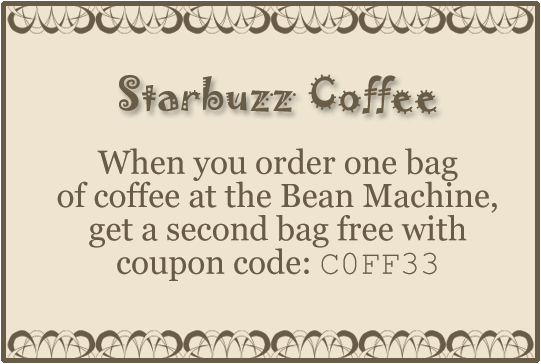 Starbuzz Coffee
When you order one bag
of coffee at the Bean Machine,
get a second bag free with
coupon code: C0FF33